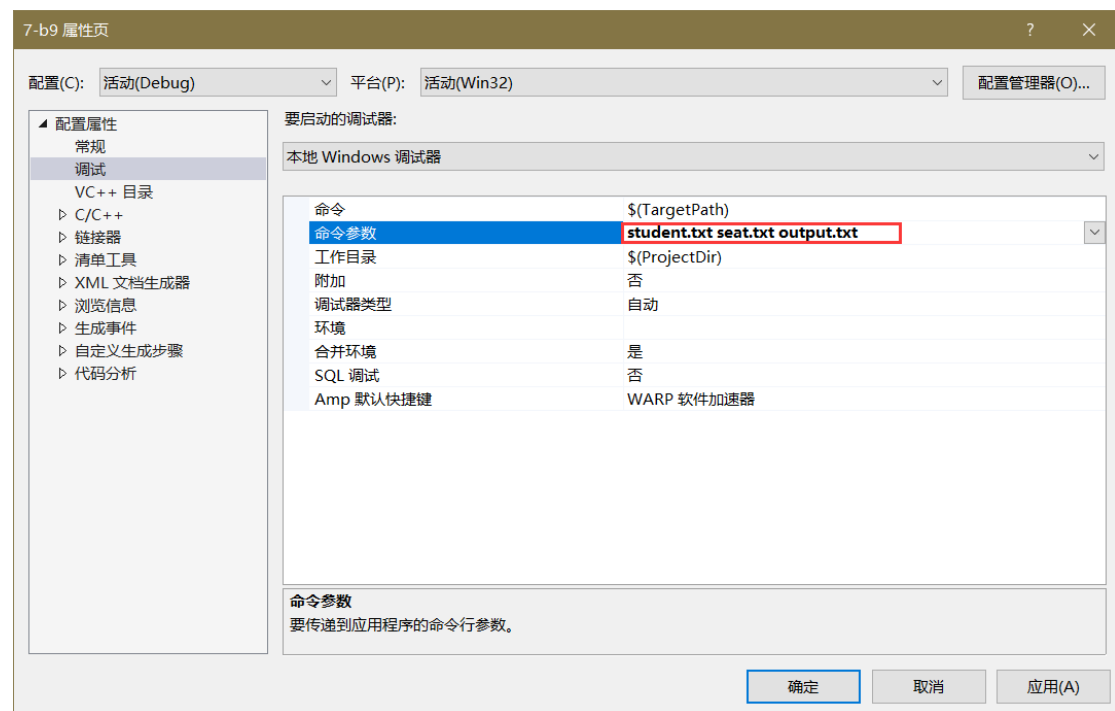 7-b9 属性页
配置(C): 活动(Debug) 平台(P): 活动(Win32) 配置管理器(O)...
配置属性
常规
调试
VC++ 目录
C/C++
链接器
清单工具
XML 文档生成器
浏览信息
生成事件
自定义生成步骤
代码分析
要启动的调试器:
本地 Windows 调试器
命令 $(TargetPath)
命令参数 student.txt seat.txt output.txt
工作目录 $(ProjectDir)
附加 否
调试器类型 自动
环境
合并环境 是
SQL 调试 否
Amp 默认快捷键 WARP 软件加速器
命令参数
要传递到应用程序的命令行参数。
确定 取消 应用(A)